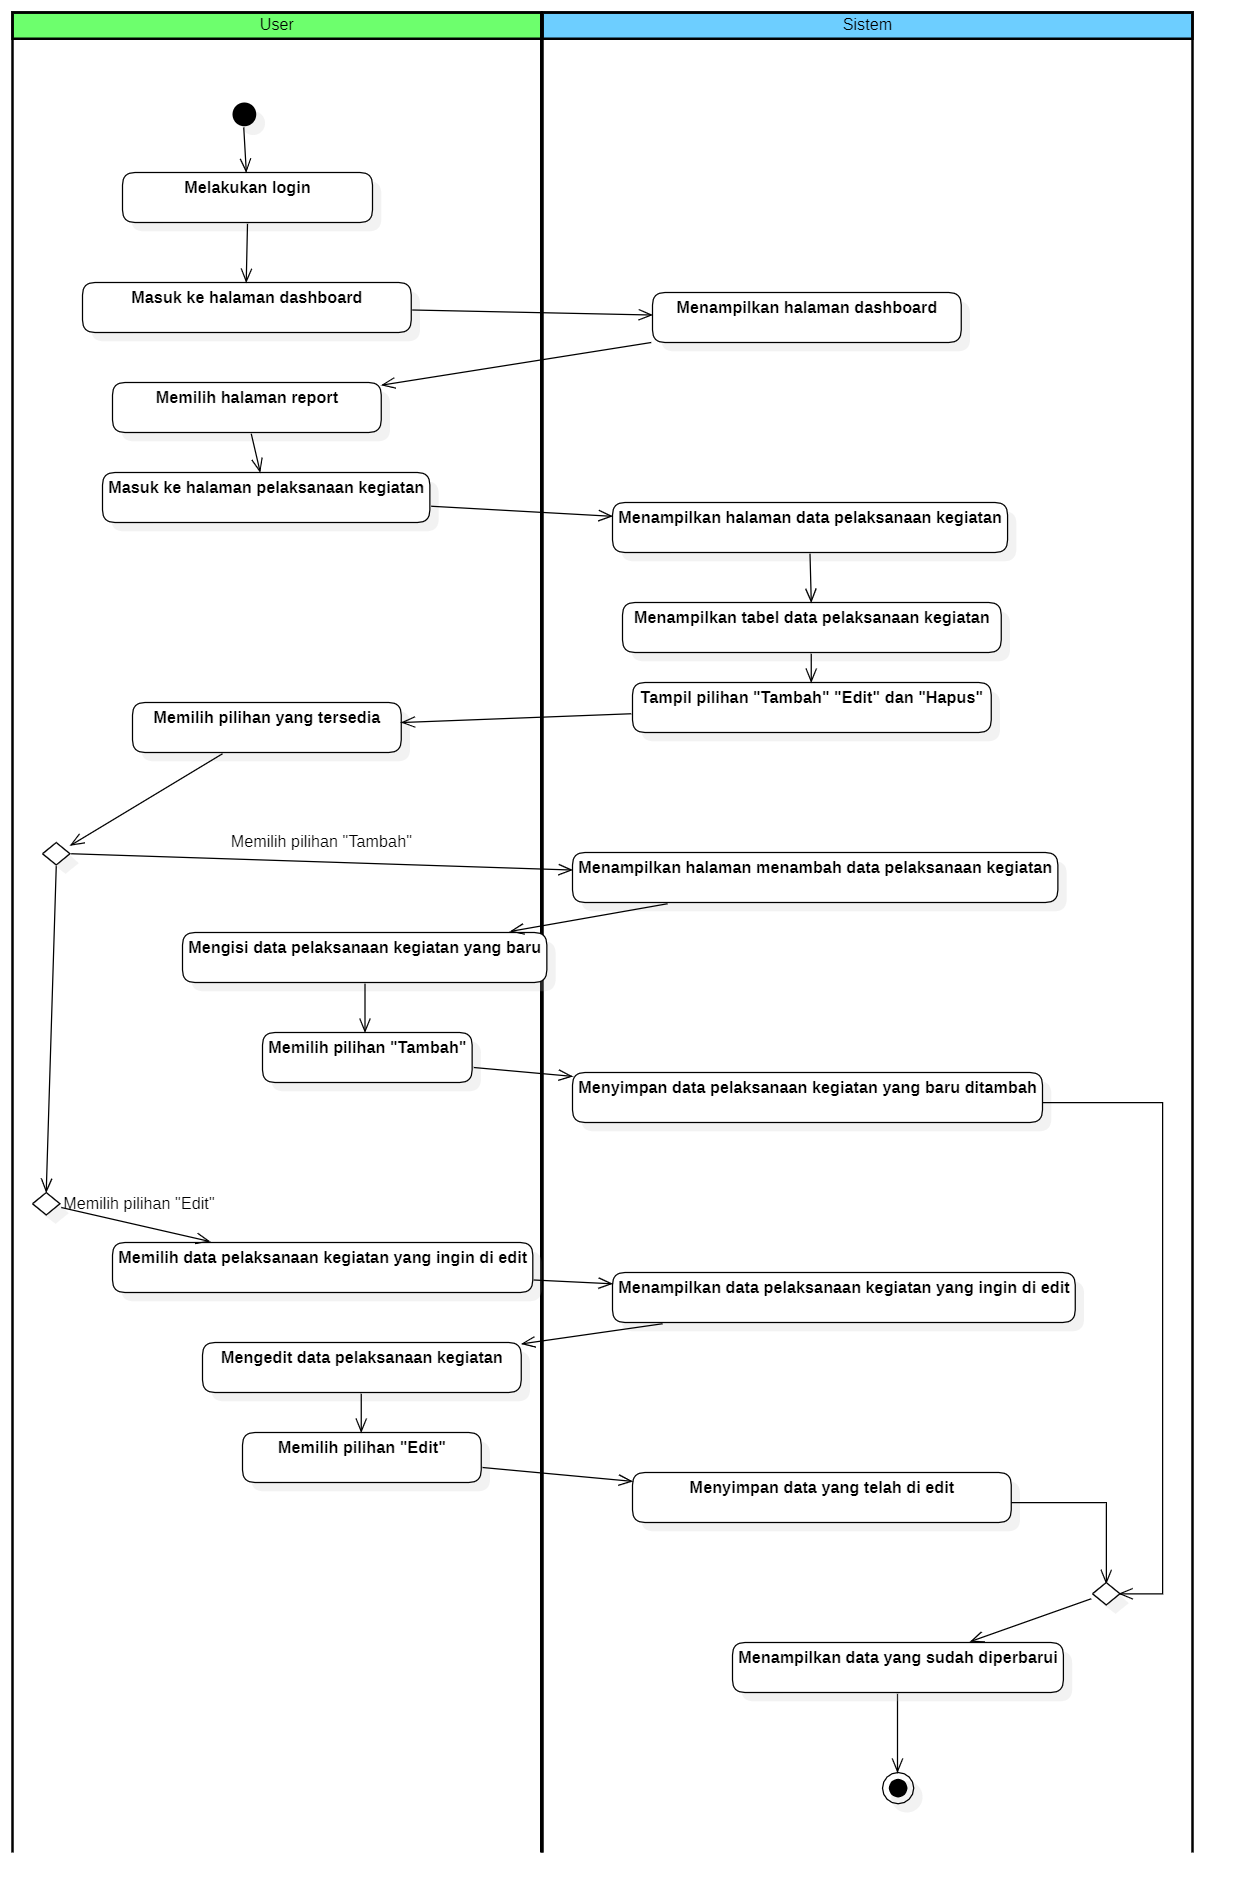 User
Sistem
Melakukan login
Masuk ke halaman dashboard
Menampilkan halaman dashboard
Memilih halaman report
Masuk ke halaman pelaksanaan kegiatan
Menampilkan halaman data pelaksanaan kegiatan
Menampilkan tabel data pelaksanaan kegiatan
Tampil pilihan "Tambah" "Edit" dan "Hapus"
Memilih pilihan yang tersedia
Memilih pilihan "Tambah"
Menampilkan halaman menambah data pelaksanaan kegiatan
Mengisi data pelaksanaan kegiatan yang baru
Memilih pilihan "Tambah"
Menyimpan data pelaksanaan kegiatan yang baru ditambah
Memilih pilihan "Edit"
Memilih data pelaksanaan kegiatan yang ingin di edit
Menampilkan data pelaksanaan kegiatan yang ingin di edit
Mengedit data pelaksanaan kegiatan
Memilih pilihan "Edit"
Menyimpan data yang telah di edit
Menampilkan data yang sudah diperbarui